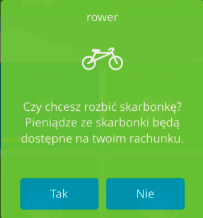 rower
Czy chcesz rozbić skarbonkę?
Pieniądze ze skarbonki będą
dostępne na twoim rachunku.
Tak
Nie